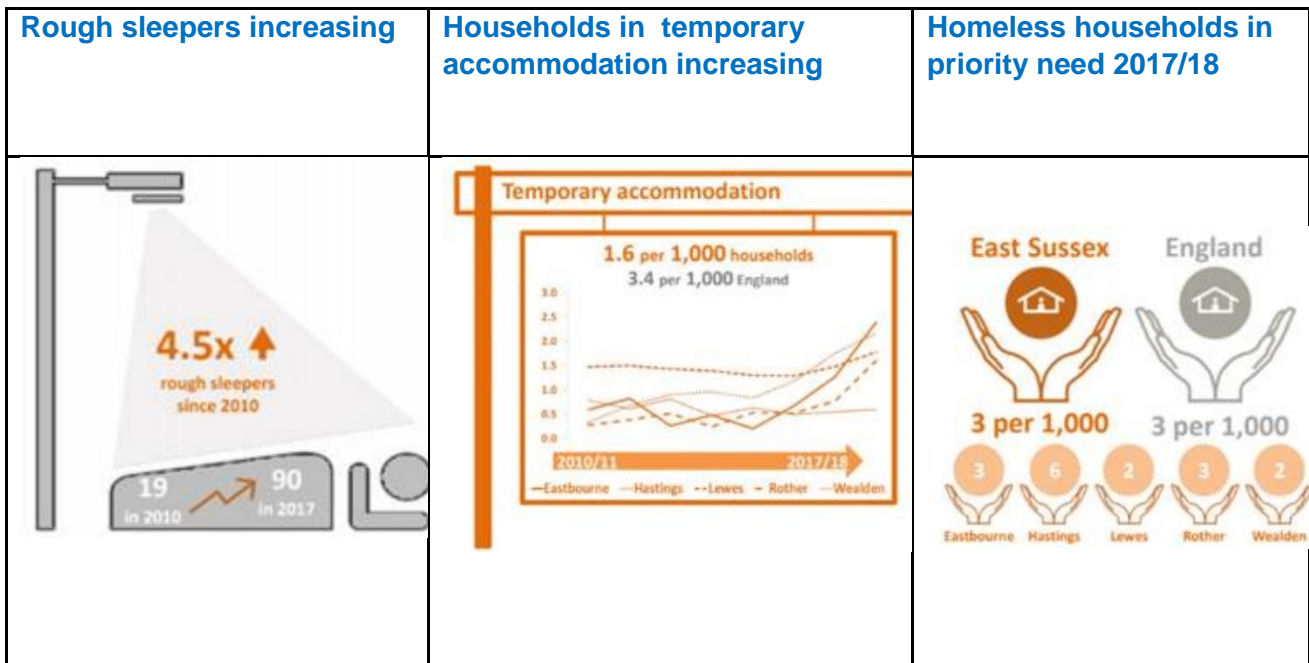 Rough sleepers increasing
Households in temporary
accommodation increasing
Homeless households in
priority need 2017/18
4.5x
rough sleepers
since 2010
19
in 2010
90
in 2017
Temporary accommodation
1.6 per 1,000 households
3.4 per 1,000 England
3.0
2.5
2.0
1.5
1.0
0.5
0.0
2010/11 2017/18
Eastbourne Hastings Lewes Rother Wealden
East Sussex England
3 per 1,000 3 per 1,000
3 6 2 3 2
Eastbourne Hastings Lewes Rother Wealden